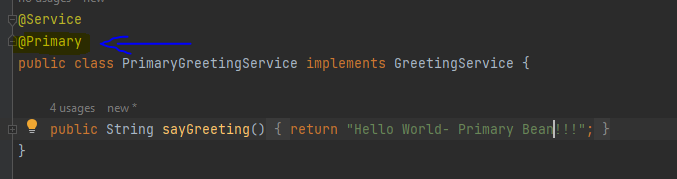 no usages new *
@Service
@Primary
public class PrimaryGreetingService implements GreetingService {
4 usages new *
public String sayGreeting() { return "Hello World- Primary Bean!!!"; }
}